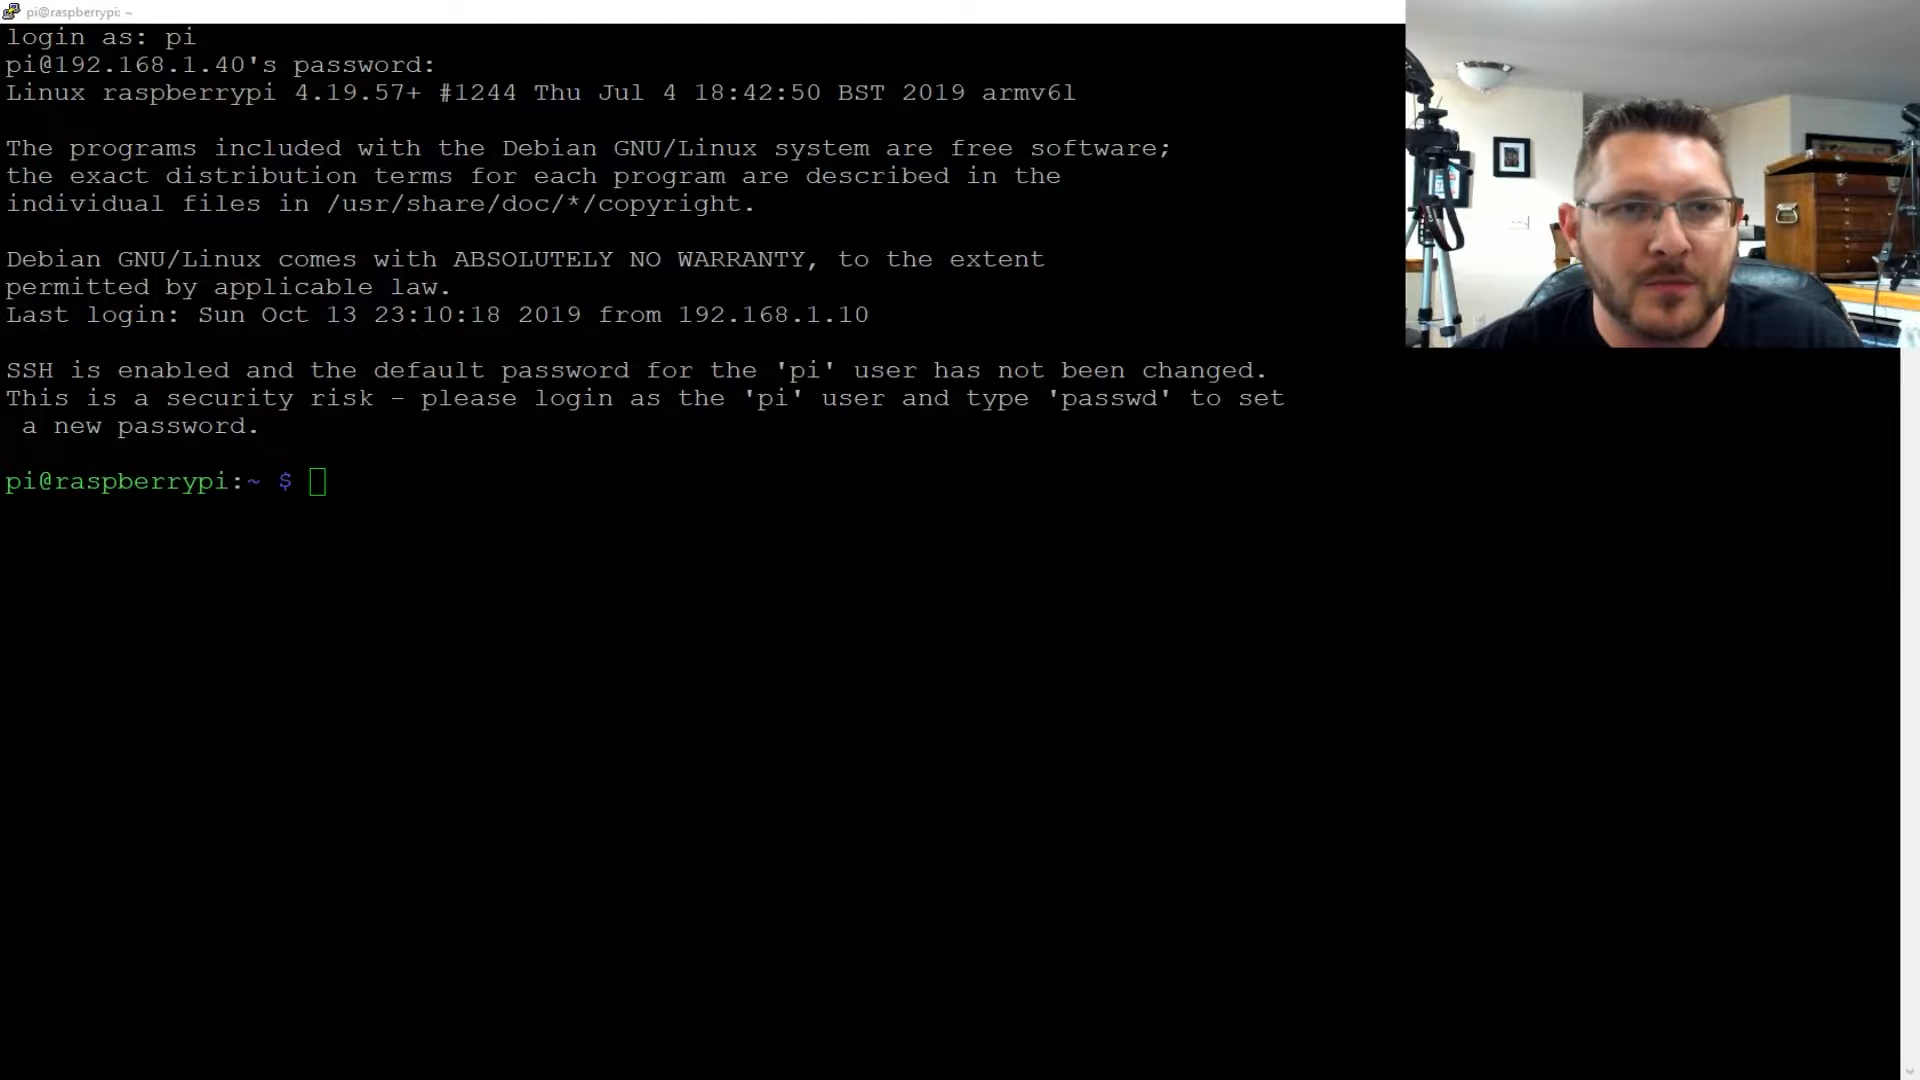 pi@raspberrypi: ~
login as: pi
pi@192.168.1.40's password:
Linux raspberrypi 4.19.57+ #1244 Thu Jul 4 18:42:50 BST 2019 armv6l
The programs included with the Debian GNU/Linux system are free software;
the exact distribution terms for each program are described in the
individual files in /usr/share/doc/*/copyright.
Debian GNU/Linux comes with ABSOLUTELY NO WARRANTY, to the extent
permitted by applicable law.
Last login: Sun Oct 13 23:10:18 2019 from 192.168.1.10
SSH is enabled and the default password for the 'pi' user has not been changed.
This is a security risk - please login as the 'pi' user and type 'passwd' to set
a new password.
pi@raspberrypi:~ $